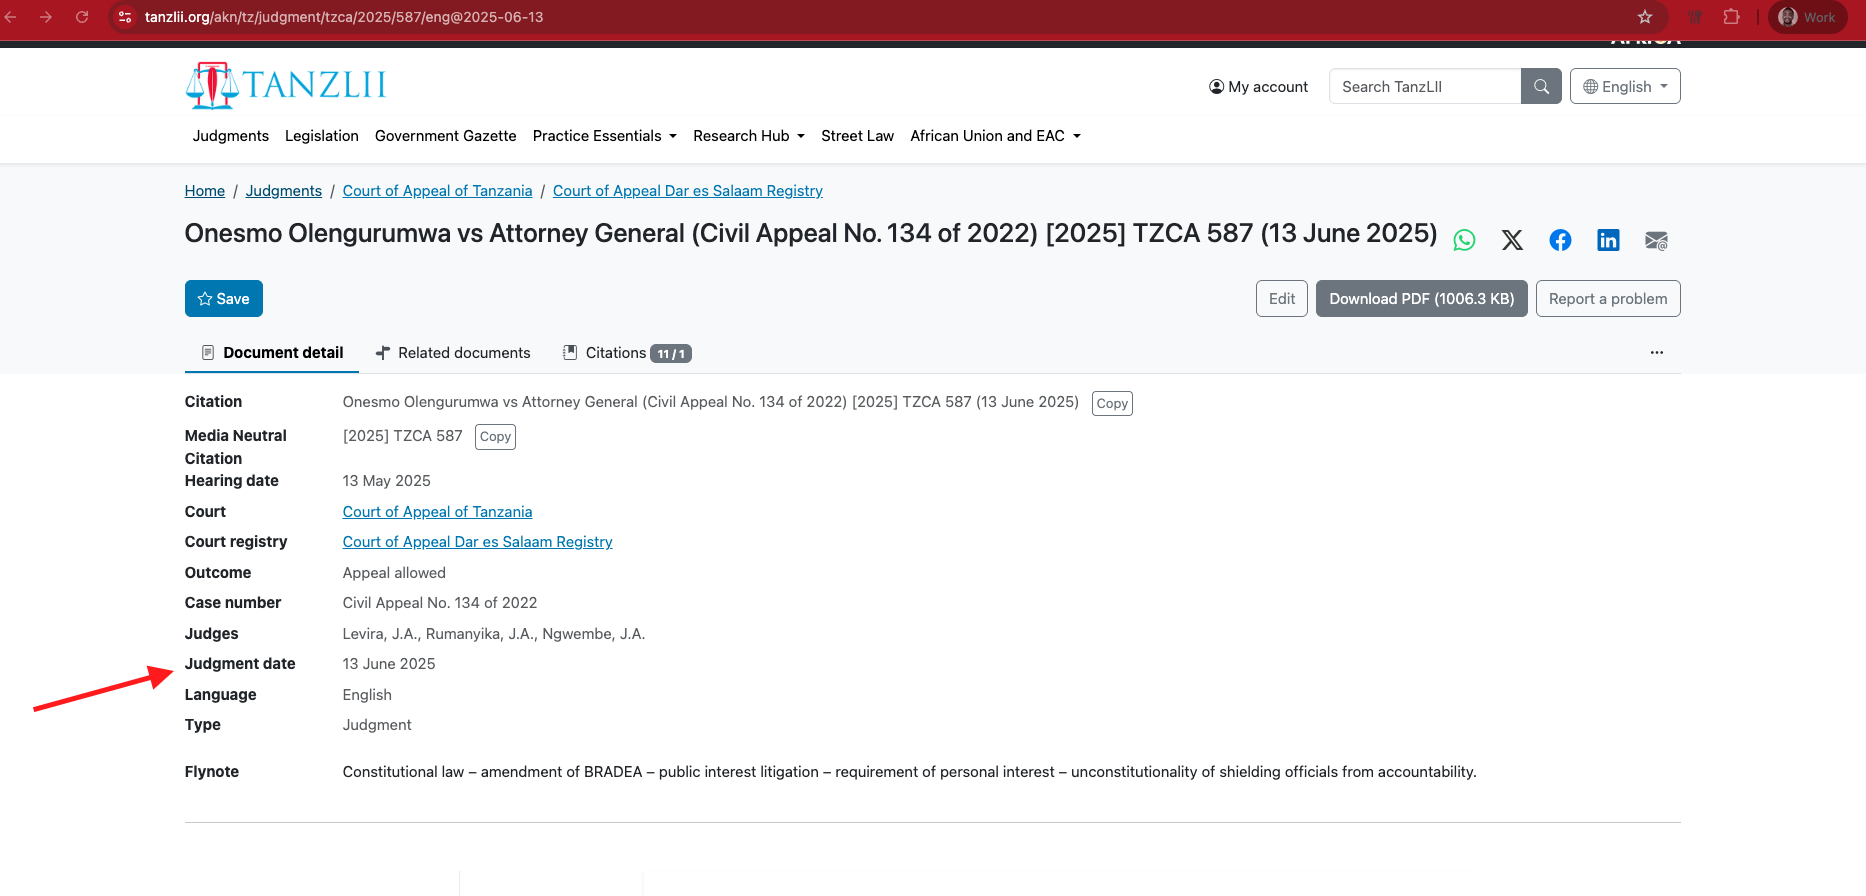 tanzlii.org/akn/tz/judgment/tzca/2025/587/eng@2025-06-13
Work
AFRICA
TANZLII
My account
Search TanzLII
English
Judgments Legislation Government Gazette Practice Essentials Research Hub Street Law African Union and EAC
Home / Judgments / Court of Appeal of Tanzania / Court of Appeal Dar es Salaam Registry
Onesmo Olengurumwa vs Attorney General (Civil Appeal No. 134 of 2022) [2025] TZCA 587 (13 June 2025)
Save
Edit
Download PDF (1006.3 KB)
Report a problem
Document detail Related documents Citations 11 / 1
Citation Onesmo Olengurumwa vs Attorney General (Civil Appeal No. 134 of 2022) [2025] TZCA 587 (13 June 2025) Copy
Media Neutral Citation [2025] TZCA 587 Copy
Hearing date 13 May 2025
Court Court of Appeal of Tanzania
Court registry Court of Appeal Dar es Salaam Registry
Outcome Appeal allowed
Case number Civil Appeal No. 134 of 2022
Judges Levira, J.A., Rumanyika, J.A., Ngwembe, J.A.
Judgment date 13 June 2025
Language English
Type Judgment
Flynote Constitutional law – amendment of BRADEA – public interest litigation – requirement of personal interest – unconstitutionality of shielding officials from accountability.